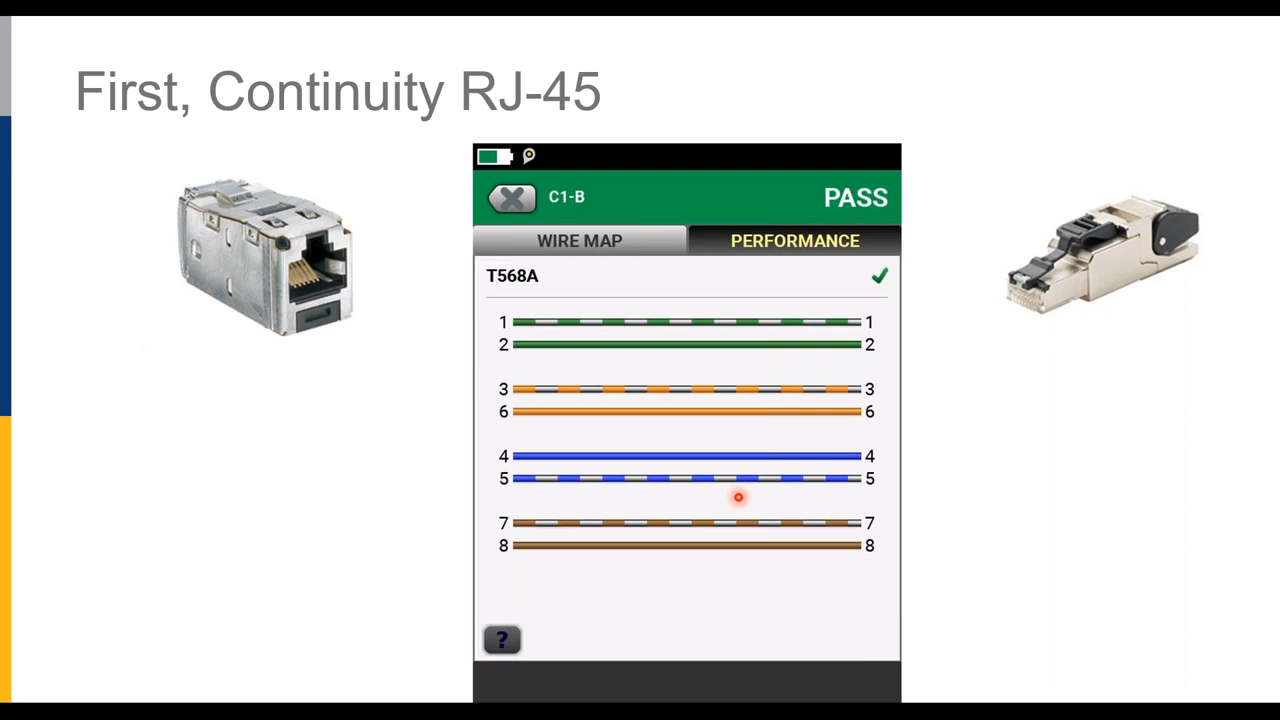 First, Continuity RJ-45
C1-B PASS
WIRE MAP PERFORMANCE
T568A
1 1
2 2
3 3
6 6
4 4
5 5
7 7
8 8
?